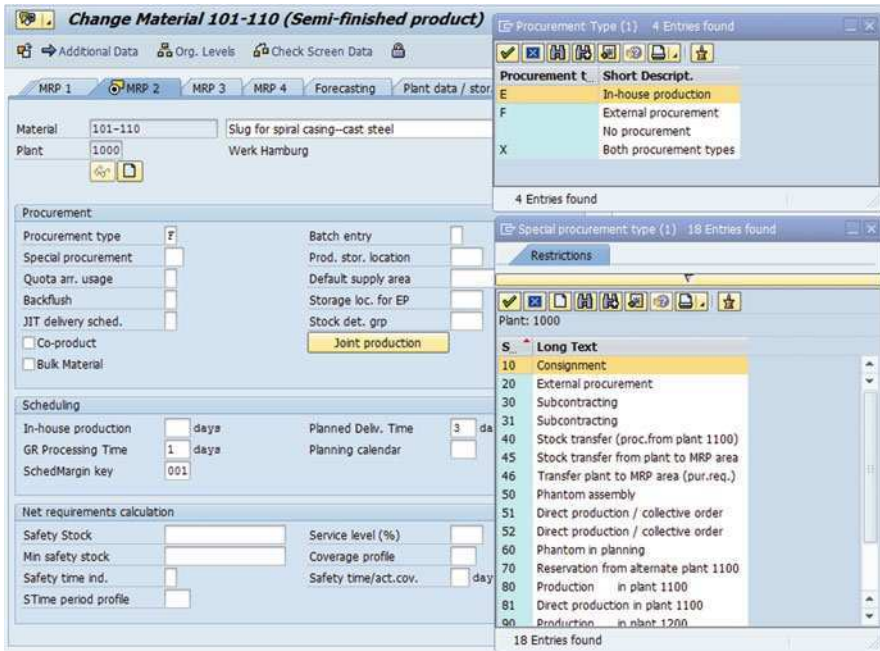 Change Material 101-110 (Semi-finished product)
Additional Data Org. Levels Check Screen Data
MRP 1 MRP 2 MRP 3 MRP 4 Forecasting Plant data / stor.
Material 101-110 Slug for spiral casing--cast steel
Plant 1000 Werk Hamburg
Procurement
Procurement type F Batch entry
Special procurement Prod. stor. location
Quota arr. usage Default supply area
Backflush Storage loc. for EP
JIT delivery sched. Stock det. grp
Co-product Joint production
Bulk Material
Scheduling
In-house production days Planned Deliv. Time 3 da
GR Processing Time 1 days Planning calendar
SchedMargin key 001
Net requirements calculation
Safety Stock Service level (%)
Min safety stock Coverage profile
Safety time ind. Safety time/act.cov. day
STime period profile
Procurement Type (1) 4 Entries found
Procurement t... Short Descript.
E In-house production
F External procurement
No procurement
X Both procurement types
4 Entries found
Special procurement type (1) 18 Entries found
Restrictions
Plant: 1000
S... Long Text
10 Consignment
20 External procurement
30 Subcontracting
31 Subcontracting
40 Stock transfer (proc.from plant 1100)
45 Stock transfer from plant to MRP area
46 Transfer plant to MRP area (pur.req.)
50 Phantom assembly
51 Direct production / collective order
52 Direct production / collective order
60 Phantom in planning
70 Reservation from alternate plant 1100
80 Production in plant 1100
81 Direct production in plant 1100
90 Production in plant 1200
18 Entries found